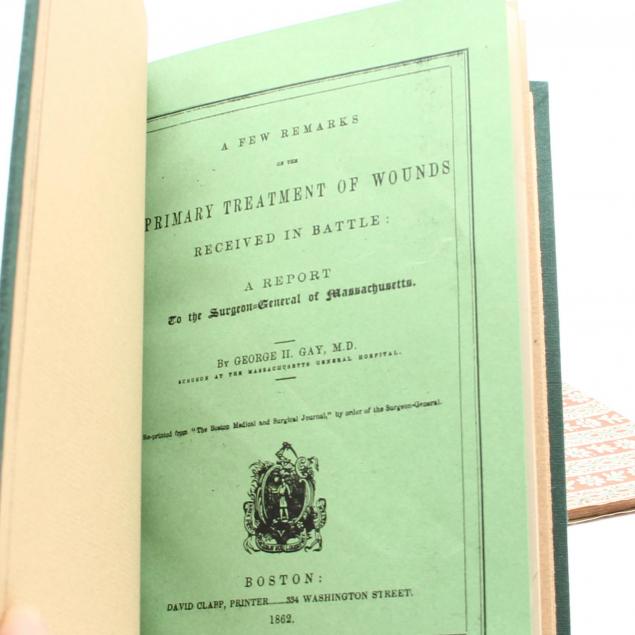 A FEW REMARKS
ON THE
PRIMARY TREATMENT OF WOUNDS
RECEIVED IN BATTLE:
A REPORT
To the Surgeon-General of Massachusetts.
BY GEORGE H. GAY, M.D.
SURGEON AT THE MASSACHUSETTS GENERAL HOSPITAL.
Re-printed from "The Boston Medical and Surgical Journal," by order of the Surgeon-General.
BOSTON:
DAVID CLAPP, PRINTER......334 WASHINGTON STREET.
1862.